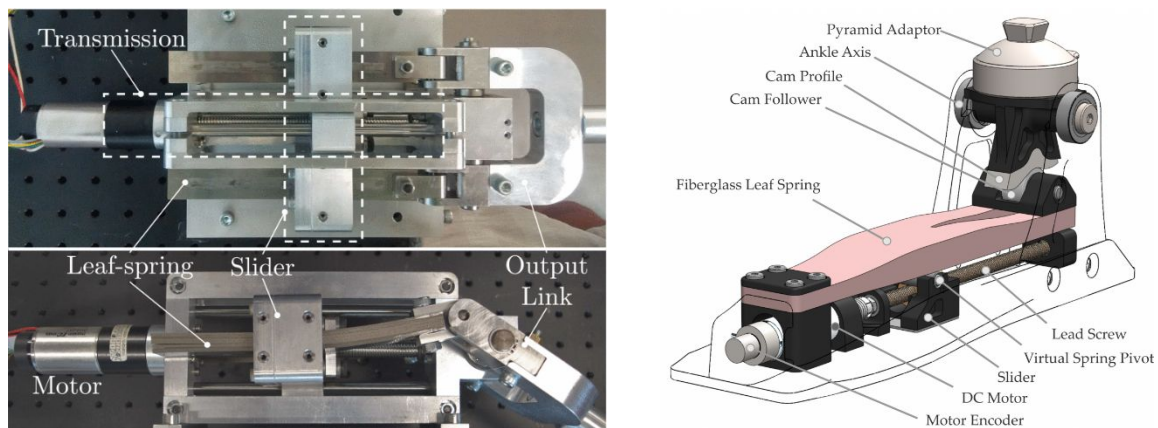 Transmission
Leaf-spring
Slider
Output
Link
Motor
Pyramid Adaptor
Ankle Axis
Cam Profile
Cam Follower
Fiberglass Leaf Spring
Lead Screw
Virtual Spring Pivot
Slider
DC Motor
Motor Encoder